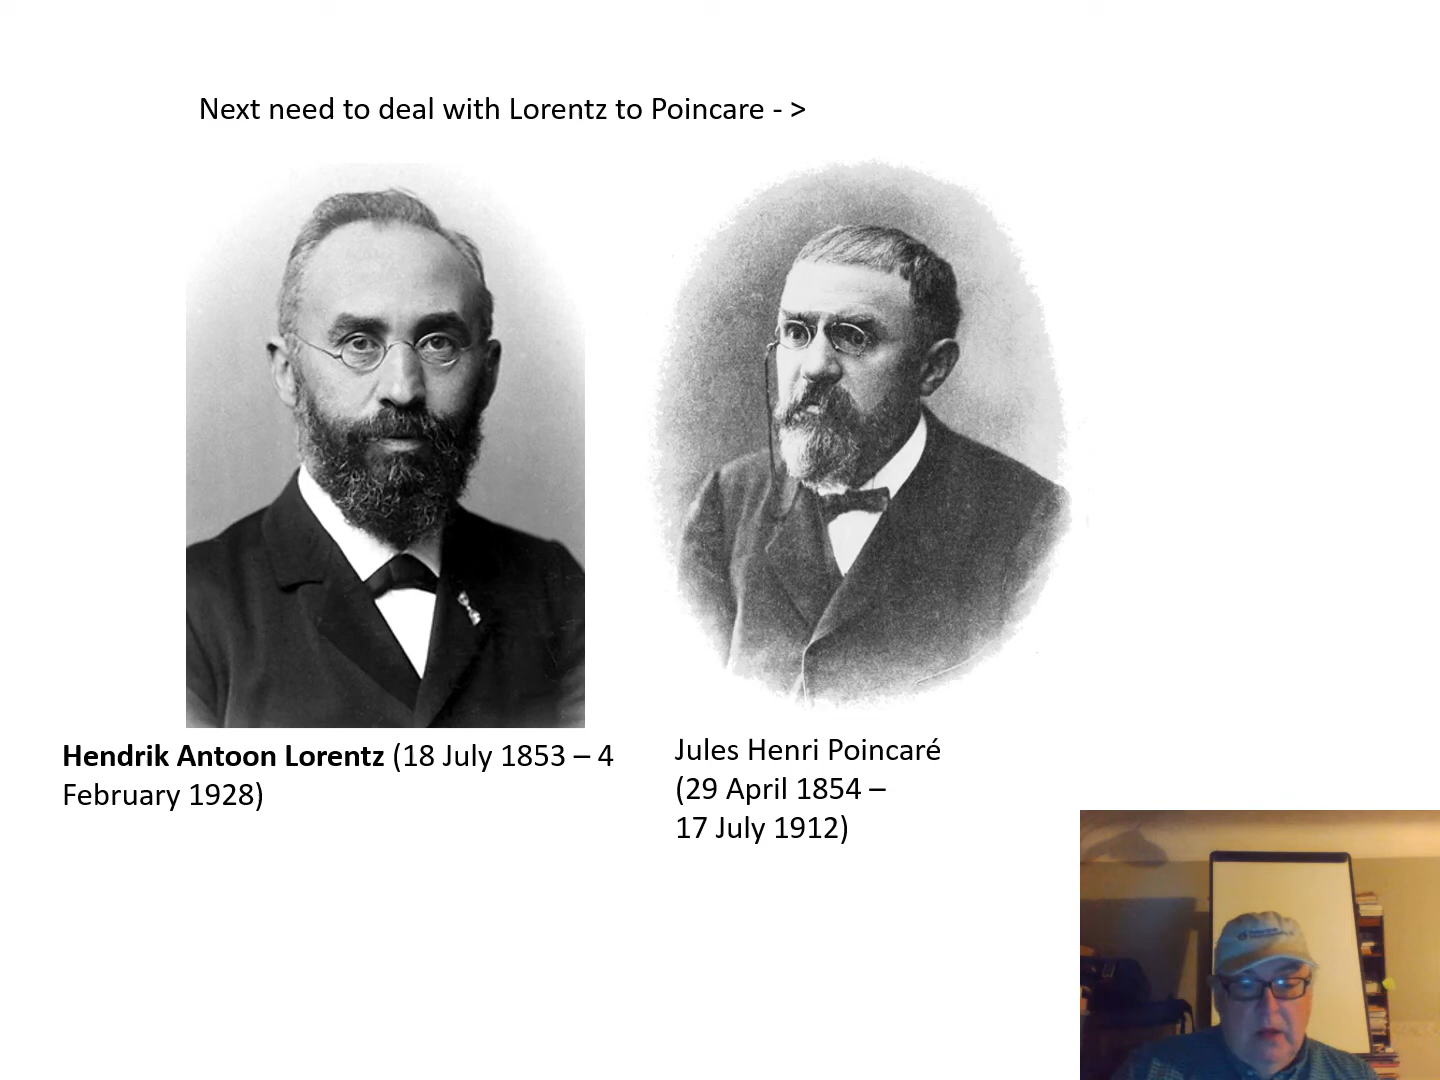 Next need to deal with Lorentz to Poincare - >
Hendrik Antoon Lorentz (18 July 1853 – 4
February 1928)
Jules Henri Poincaré
(29 April 1854 –
17 July 1912)